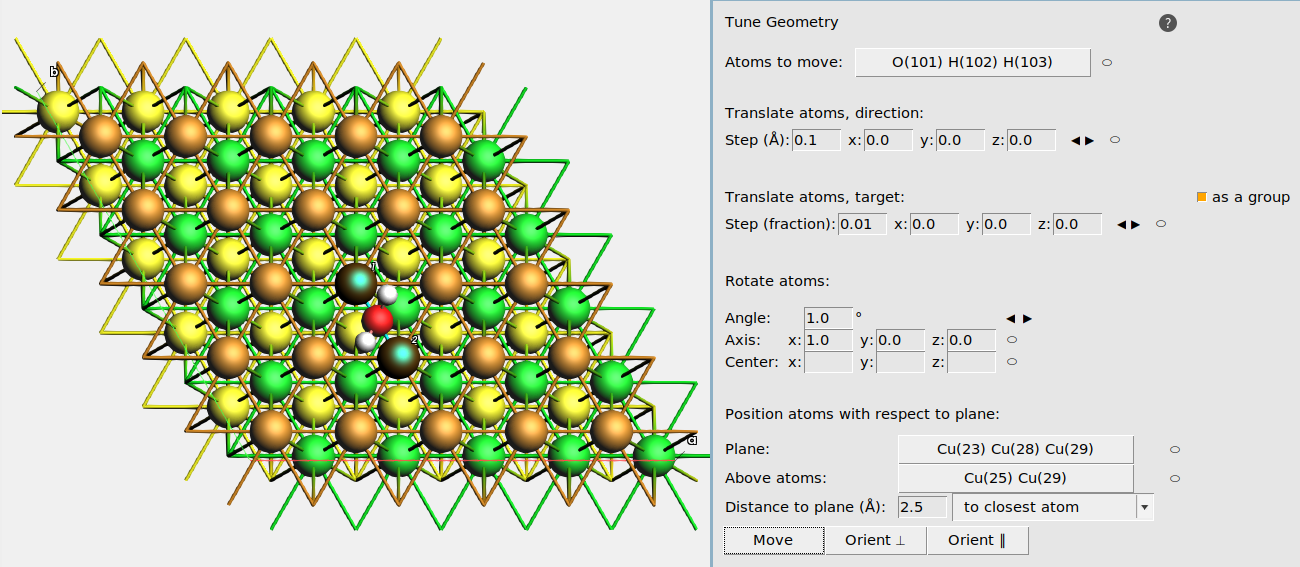 b
1
2
a
Tune Geometry
?
Atoms to move: O(101) H(102) H(103)
Translate atoms, direction:
Step (Å): 0.1 x: 0.0 y: 0.0 z: 0.0
Translate atoms, target: as a group
Step (fraction): 0.01 x: 0.0 y: 0.0 z: 0.0
Rotate atoms:
Angle: 1.0 °
Axis: x: 1.0 y: 0.0 z: 0.0
Center: x: y: z:
Position atoms with respect to plane:
Plane: Cu(23) Cu(28) Cu(29)
Above atoms: Cu(25) Cu(29)
Distance to plane (Å): 2.5 to closest atom
Move Orient ⊥ Orient ∥